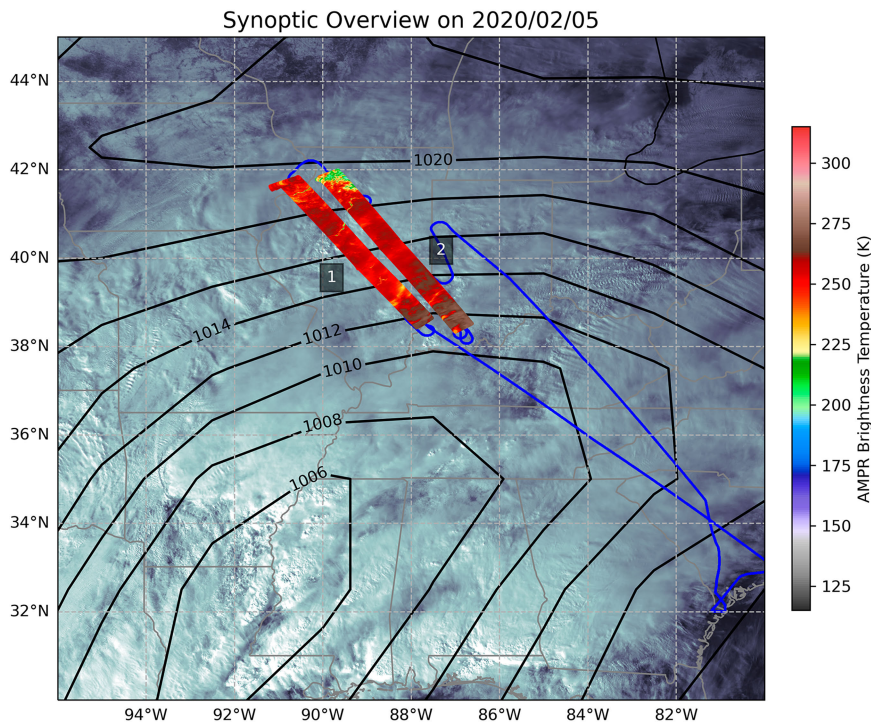 Synoptic Overview on 2020/02/05
44°N
42°N
40°N
38°N
36°N
34°N
32°N
1020
2
1
1014
1012
1010
1008
1006
94°W
92°W
90°W
88°W
86°W
84°W
82°W
300
275
250
225
200
175
150
125
AMPR Brightness Temperature (K)